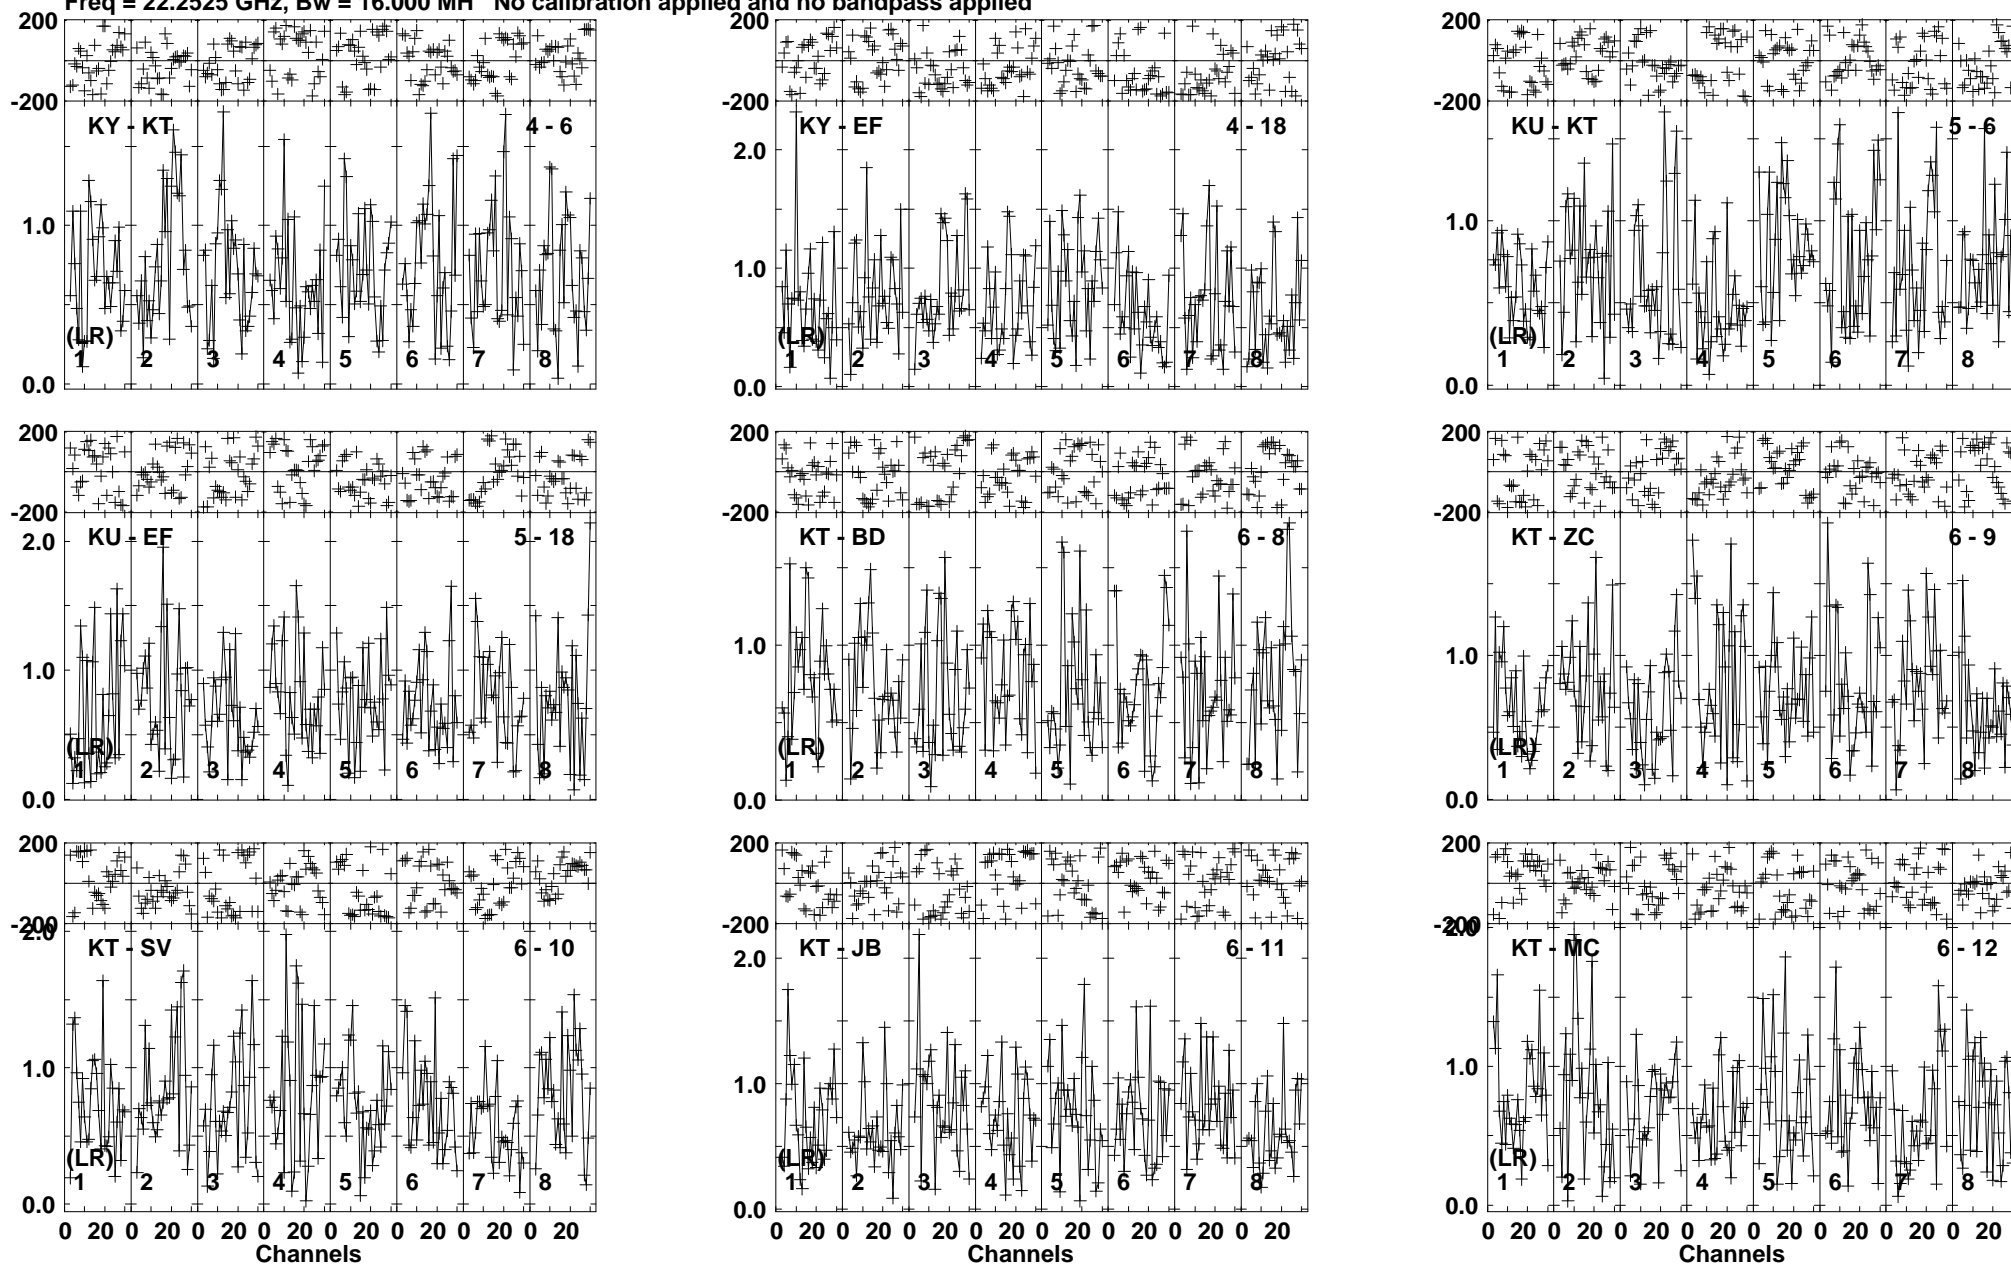 Freq = 22.2525 GHz, Bw = 16.000 MH No calibration applied and no bandpass applied
200
-200
KY - KT
4 - 6
1.0
(LR)
1 2 3 4 5 6 7 8
0.0
200
-200
KY - EF
4 - 18
2.0
1.0
(LR)
1 2 3 4 5 6 7 8
0.0
200
-200
KU - KT
5 - 6
1.0
(LR)
1 2 3 4 5 6 7 8
0.0
200
-200
KU - EF
5 - 18
2.0
1.0
(LR)
1 2 3 4 5 6 7 8
0.0
200
-200
KT - BD
6 - 8
1.0
(LR)
1 2 3 4 5 6 7 8
0.0
200
-200
KT - ZC
6 - 9
1.0
(LR)
1 2 3 4 5 6 7 8
0.0
200
-200
2.0
KT - SV
6 - 10
1.0
(LR)
1 2 3 4 5 6 7 8
0.0
0 20 0 20 0 20 0 20 0 20 0 20 0 20 0 20
Channels
200
-200
KT - JB
6 - 11
2.0
1.0
(LR)
1 2 3 4 5 6 7 8
0.0
0 20 0 20 0 20 0 20 0 20 0 20 0 20 0 20
Channels
200
-200
2.0
KT - MC
6 - 12
1.0
(LR)
1 2 3 4 5 6 7 8
0.0
0 20 0 20 0 20 0 20 0 20 0 20 0 20 0 20
Channels